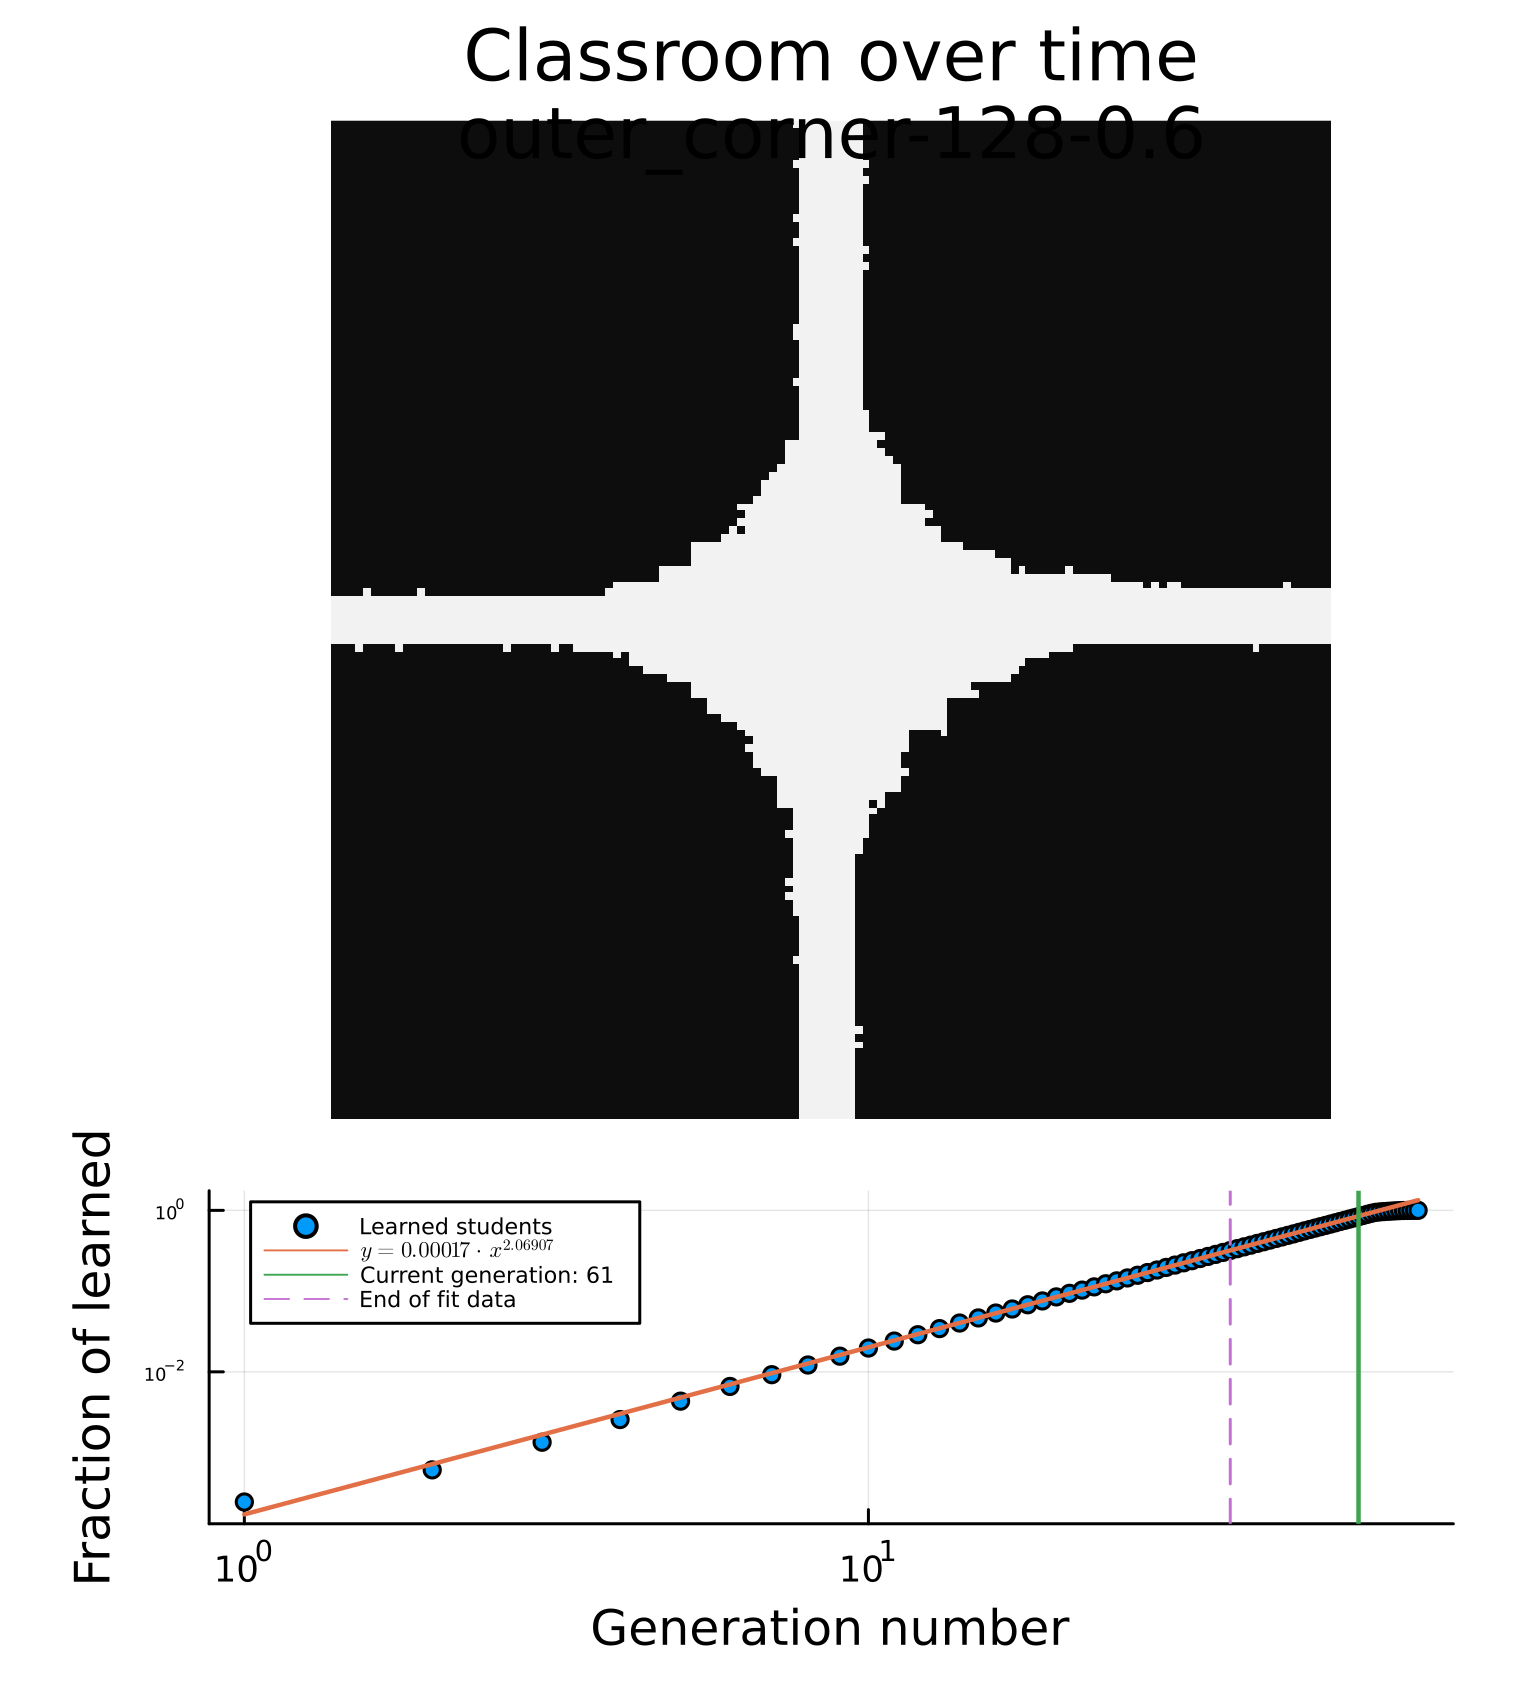 Classroom over time
outer_corner-128-0.6
Fraction of learned
10⁰
10⁻²
Learned students
y = 0.00017 · x^2.06907
Current generation: 61
End of fit data
10⁰
10¹
Generation number